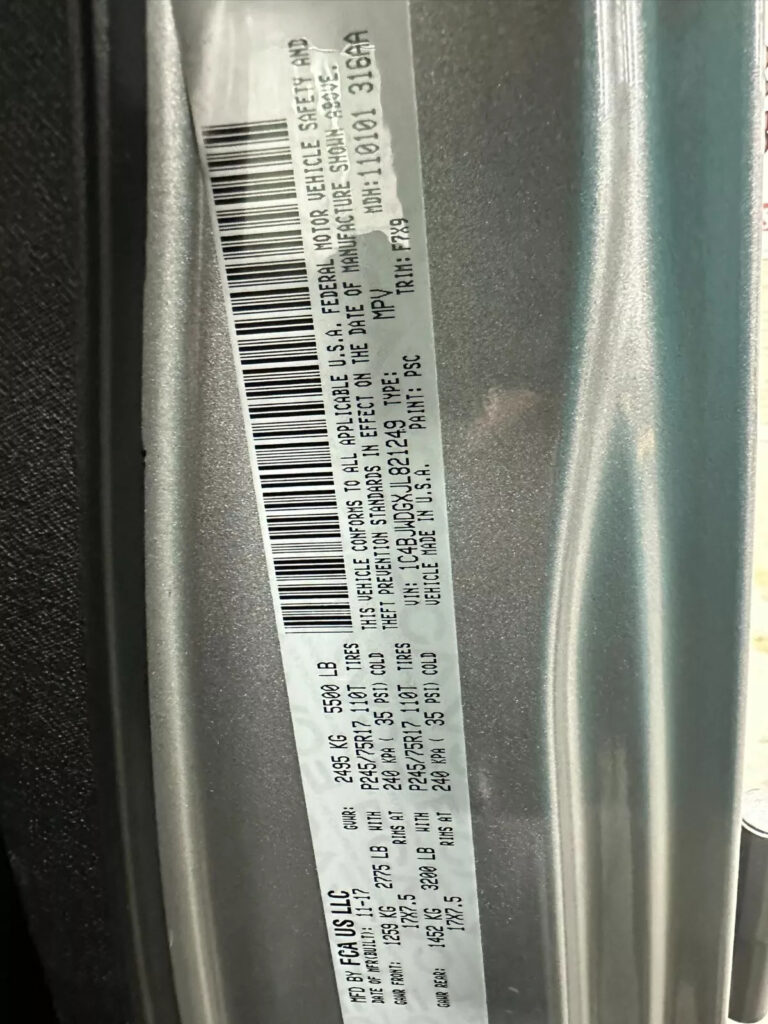 MFD BY FCA US LLC
DATE OF MFR(BUILT): 11-17 GVWR: 2495 KG 5500 LB
GAWR FRONT: 1259 KG 2775 LB WITH P245/75R17 110T TIRES
17X7.5 RIMS AT 240 KPA ( 35 PSI) COLD
GAWR REAR: 1452 KG 3200 LB WITH P245/75R17 110T TIRES
17X7.5 RIMS AT 240 KPA ( 35 PSI) COLD
THIS VEHICLE CONFORMS TO ALL APPLICABLE U.S.A. FEDERAL MOTOR VEHICLE SAFETY AND
THEFT PREVENTION STANDARDS IN EFFECT ON THE DATE OF MANUFACTURE SHOWN ABOVE.
MDH:110101 316AA
VIN: 1C4BJWDGXJL821249 TYPE: MPV
VEHICLE MADE IN U.S.A. PAINT: PSC TRIM: F7X9